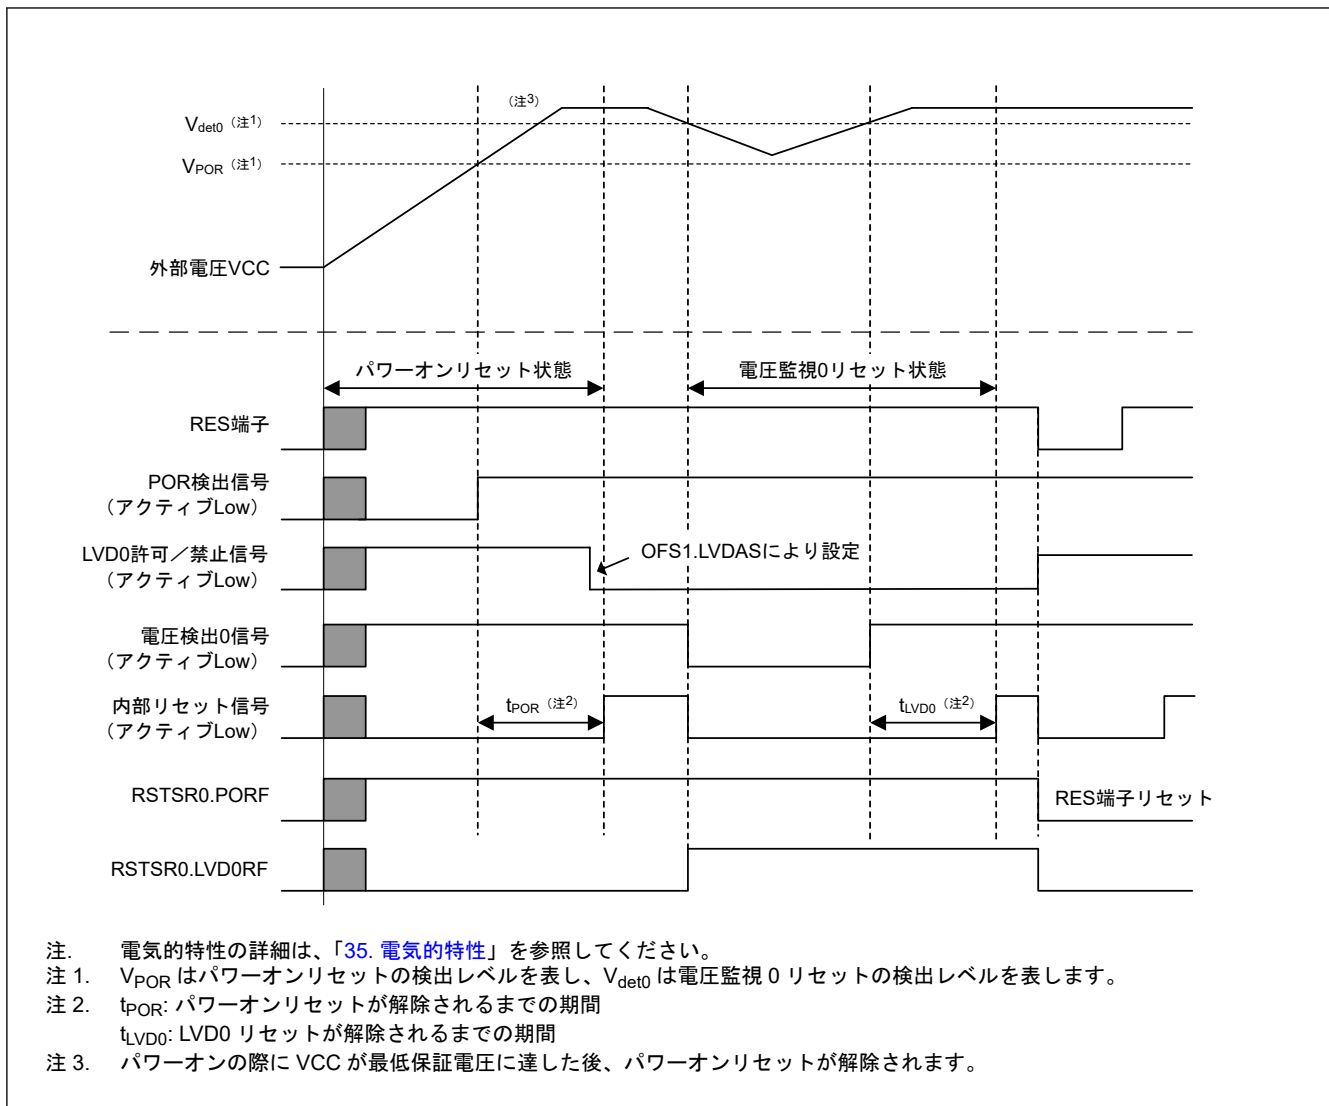 （注3）
Vdet0（注1）
VPOR（注1）
外部電圧VCC
パワーオンリセット状態
電圧監視0リセット状態
RES端子
POR検出信号
（アクティブLow）
LVD0許可／禁止信号
（アクティブLow）
OFS1.LVDASにより設定
電圧検出0信号
（アクティブLow）
内部リセット信号
（アクティブLow）
tPOR（注2）
tLVD0（注2）
RSTSR0.PORF
RES端子リセット
RSTSR0.LVD0RF
注. 電気的特性の詳細は、「35. 電気的特性」を参照してください。
注 1. VPOR はパワーオンリセットの検出レベルを表し、Vdet0 は電圧監視 0 リセットの検出レベルを表します。
注 2. tPOR: パワーオンリセットが解除されるまでの期間
tLVD0: LVD0 リセットが解除されるまでの期間
注 3. パワーオンの際に VCC が最低保証電圧に達した後、パワーオンリセットが解除されます。